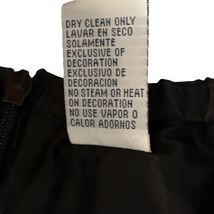 DRY CLEAN ONLY
LAVAR EN SECO
SOLAMENTE
EXCLUSIVE OF
DECORATION
EXCLUSIVO DE
DECORACION
NO STEAM OR HEAT
ON DECORATION
NO USE VAPOR O
CALOR ADORNOS